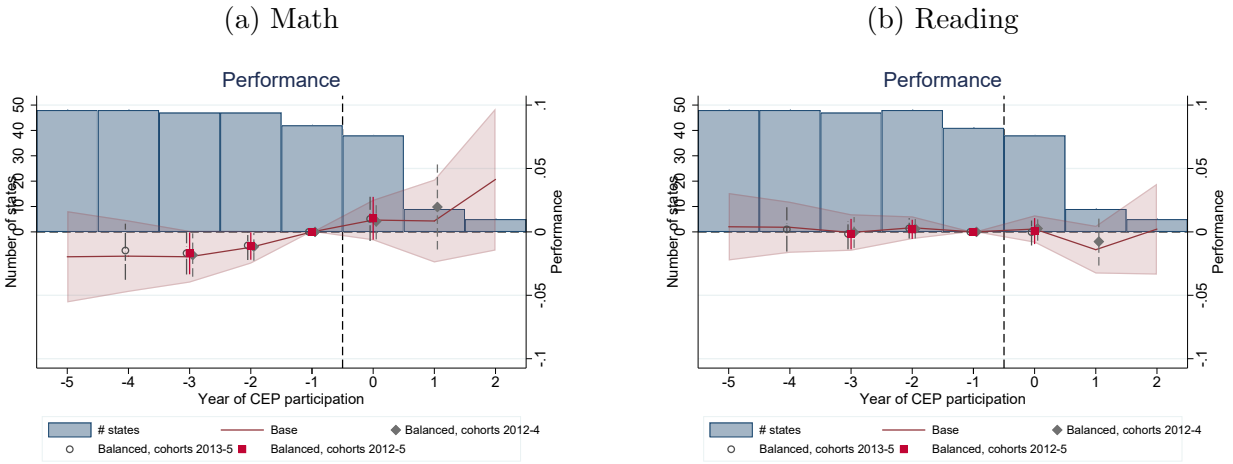 (a) Math
Performance
Number of states
50
40
30
20
10
0
.1
.05
0
-.05
-.1
Performance
-5 -4 -3 -2 -1 0 1 2
Year of CEP participation
# states Base Balanced, cohorts 2012-4
Balanced, cohorts 2013-5 Balanced, cohorts 2012-5
(b) Reading
Performance
Number of states
50
40
30
20
10
0
.1
.05
0
-.05
-.1
Performance
-5 -4 -3 -2 -1 0 1 2
Year of CEP participation
# states Base Balanced, cohorts 2012-4
Balanced, cohorts 2013-5 Balanced, cohorts 2012-5